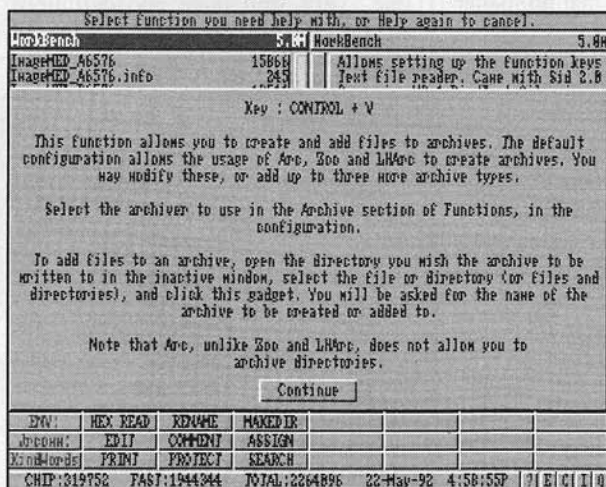 Select function you need help with, or Help again to cancel.
WorkBench 5.0M WorkBench 5.0M
ImageMED_A6576 15866 Allows setting up the function keys
ImageMED_A6576.info 245 Text file reader. Came with Sid 2.0
Key : CONTROL + V
This function allows you to create and add files to archives. The default
configuration allows the usage of Arc, Zoo and LHArc to create archives. You
may modify these, or add up to three more archive types.
Select the archiver to use in the Archive section of Functions, in the
configuration.
To add files to an archive, open the directory you wish the archive to be
written to in the inactive window, select the file or directory (or files and
directories), and click this gadget. You will be asked for the name of the
archive to be created or added to.
Note that Arc, unlike Zoo and LHArc, does not allow you to
archive directories.
Continue
ENV: HEX READ RENAME MAKEDIR
EDIT COMMENT ASSIGN
KindWords PRINT PROTECT SEARCH
CHIP:319752 FAST:1944344 TOTAL:2264096 22-May-92 4:58:55P ? E C I Q